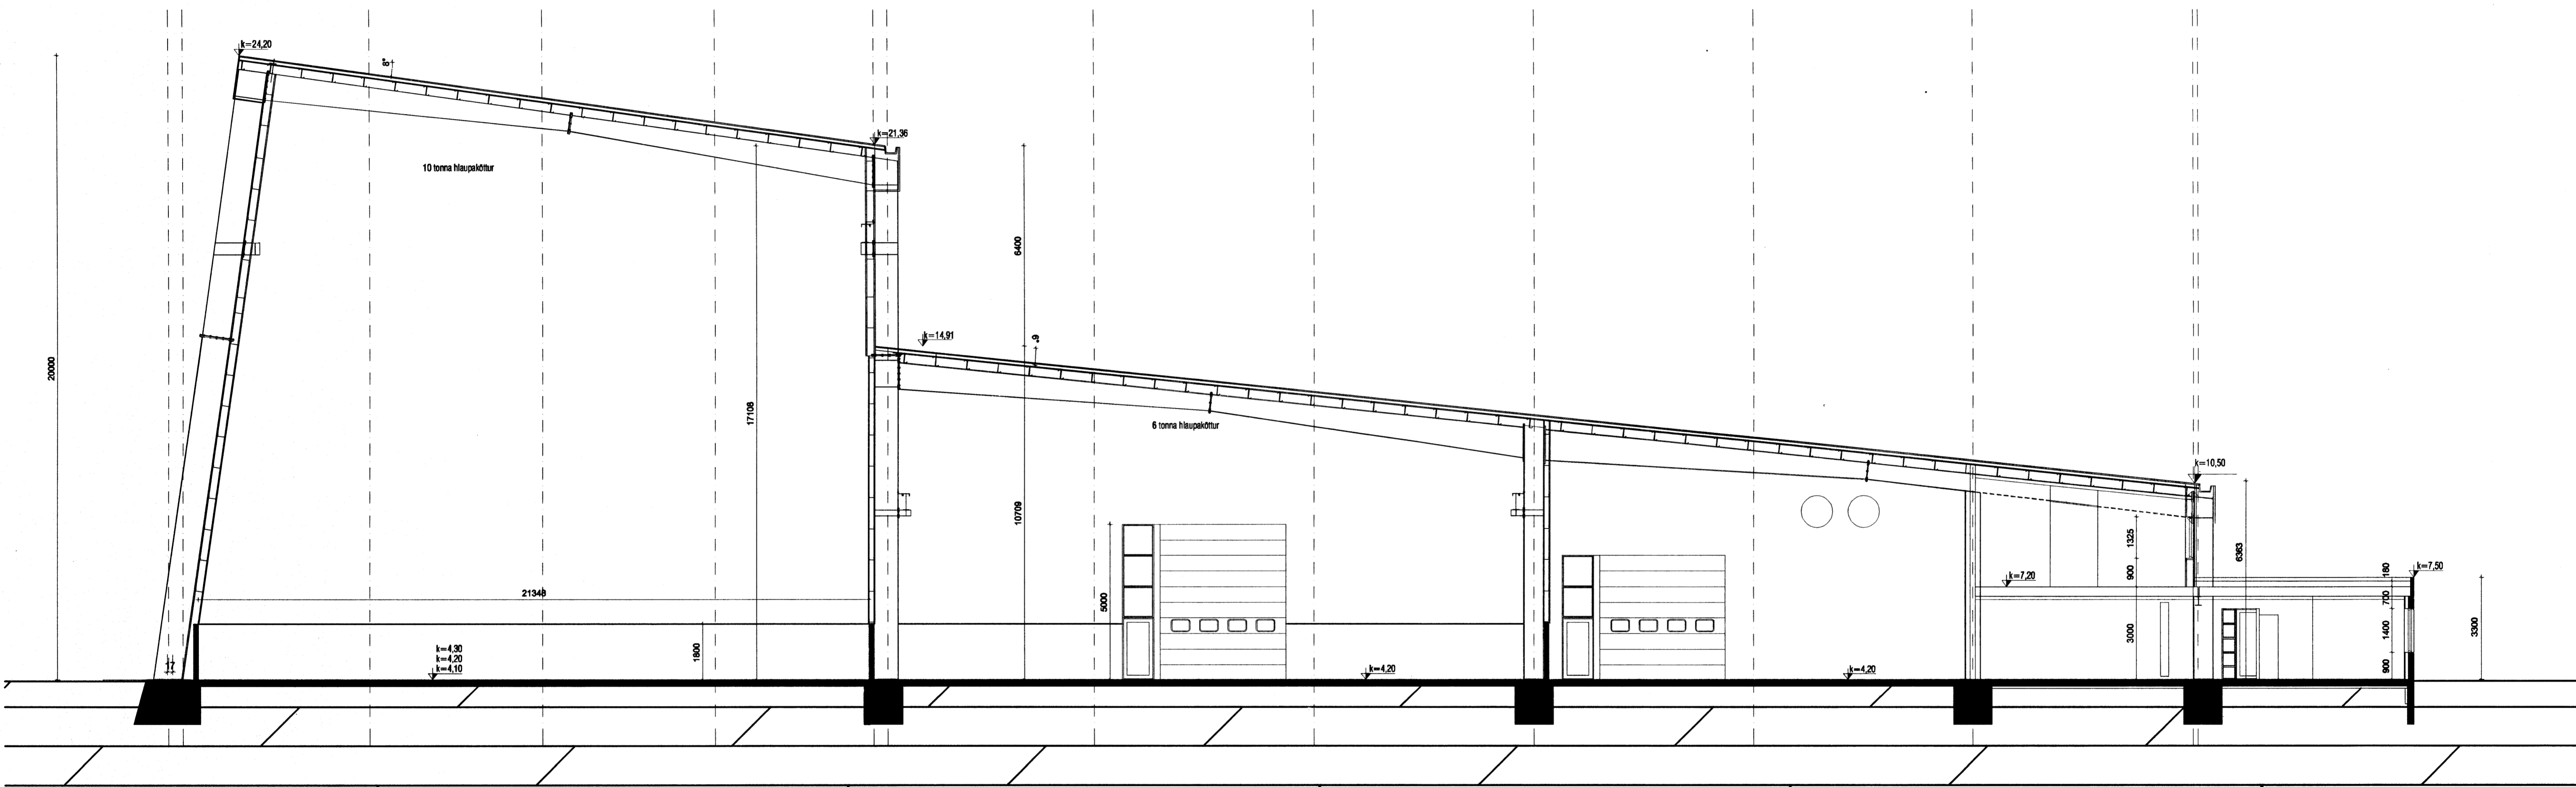 k=24,20
8°
k=21,36
10 tonna hlaupaköttur
6400
k=14,91
6°
20000
17108
6 tonna hlaupaköttur
k=10,50
10709
1325
6363
900
k=7,20
180
k=7,50
21348
5000
700
17
1800
3000
1400
3300
k=4,30
k=4,20
k=4,10
k=4,20
k=4,20
900